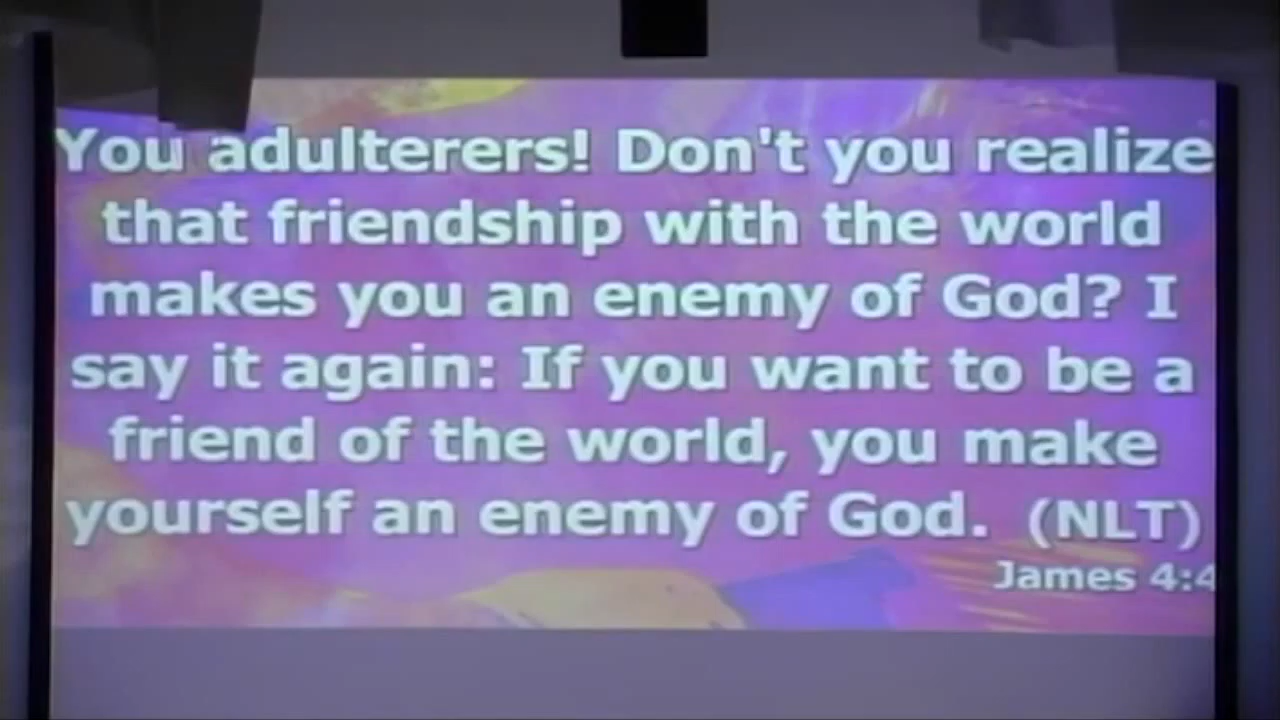 You adulterers! Don't you realize
that friendship with the world
makes you an enemy of God? I
say it again: If you want to be a
friend of the world, you make
yourself an enemy of God. (NLT)
James 4:4